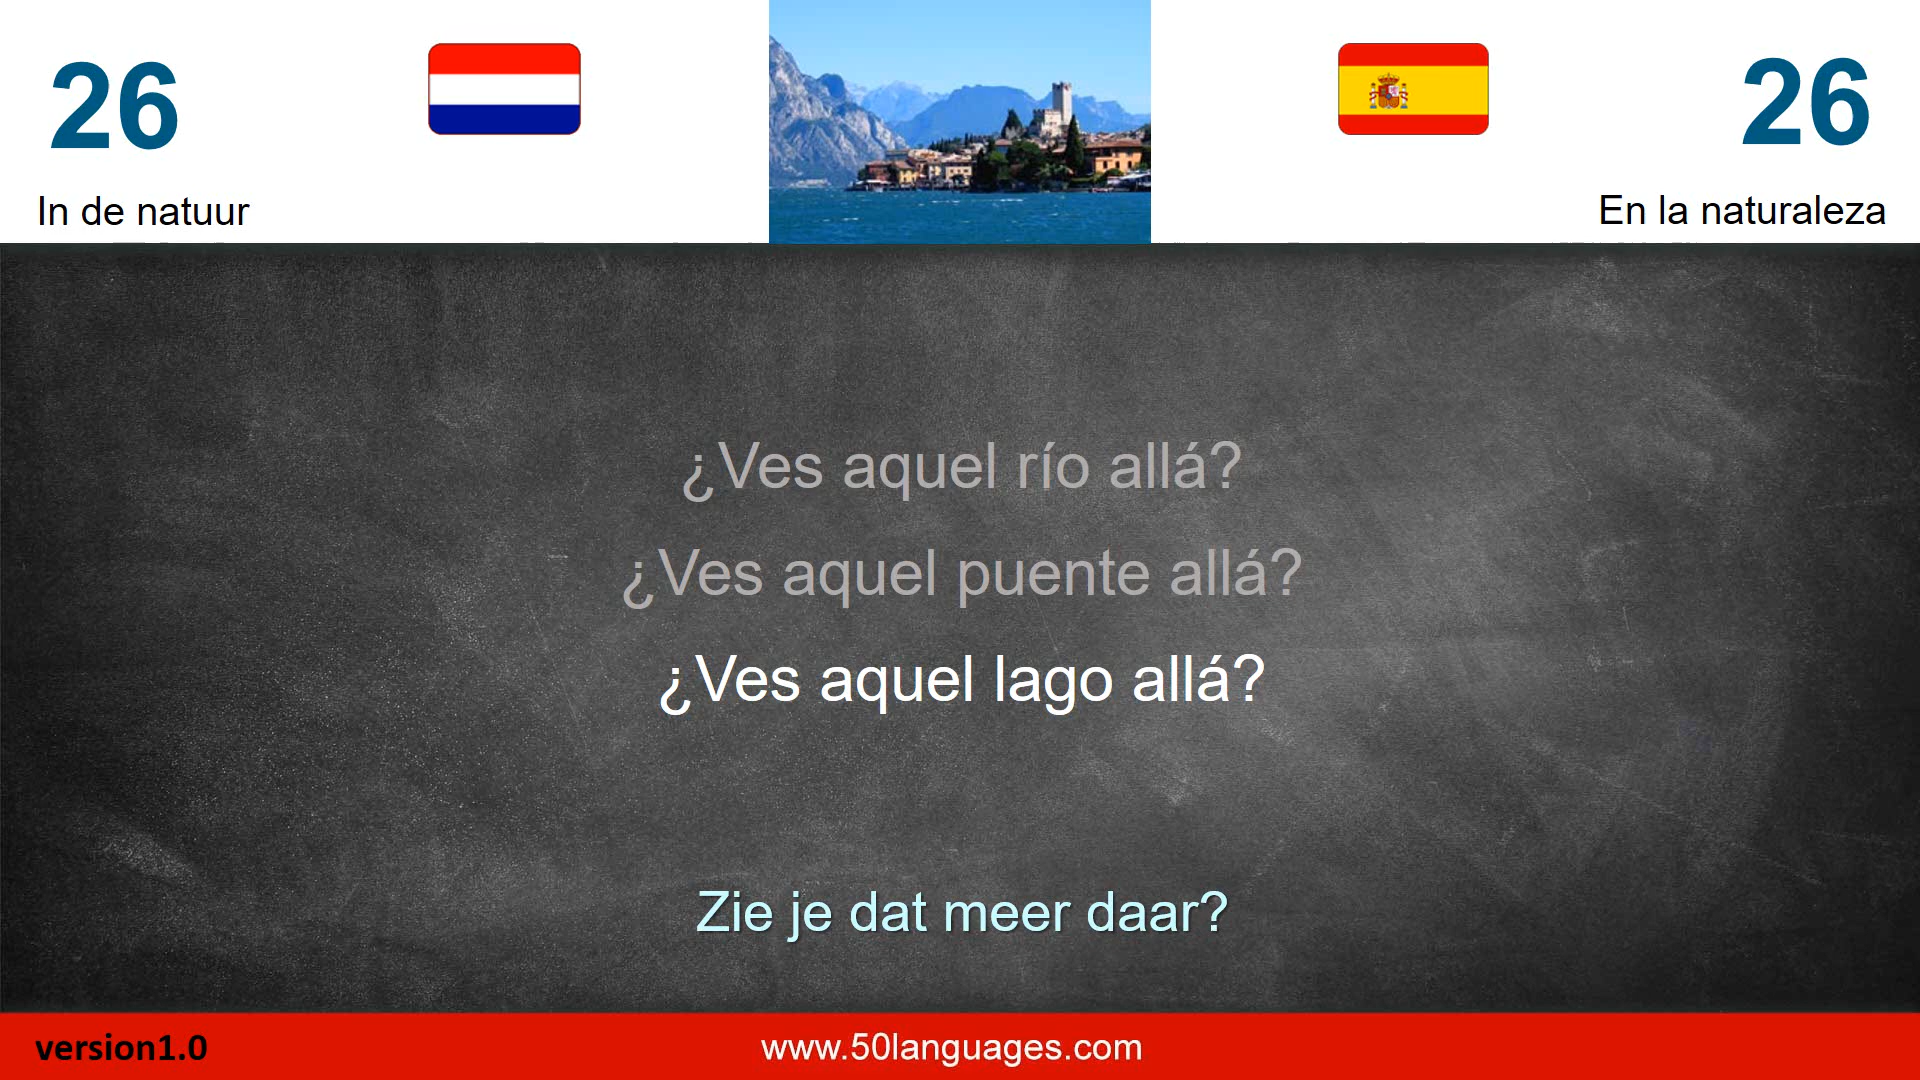 26
26
In de natuur
En la naturaleza
¿Ves aquel río allá?
¿Ves aquel puente allá?
¿Ves aquel lago allá?
Zie je dat meer daar?
version1.0
www.50languages.com